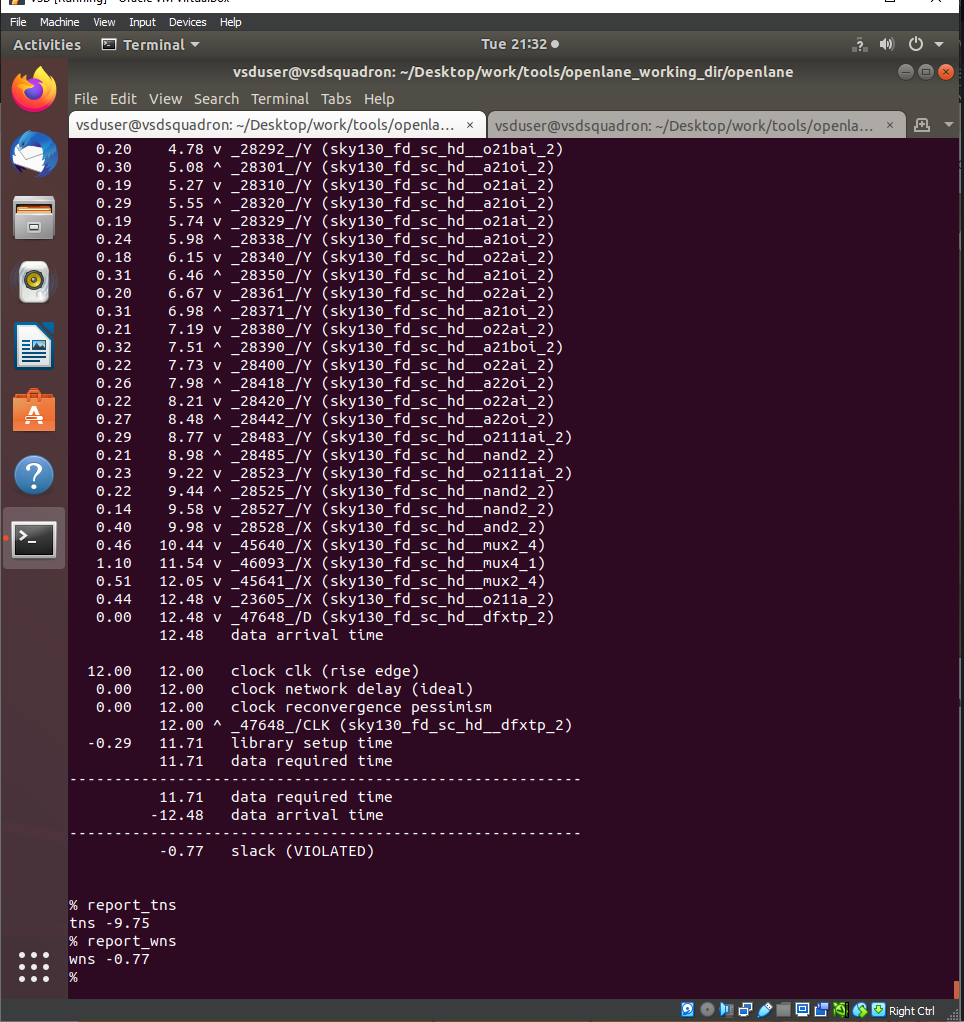 File Machine View Input Devices Help
Activities Terminal Tue 21:32
vsduser@vsdsquadron: ~/Desktop/work/tools/openlane_working_dir/openlane
File Edit View Search Terminal Tabs Help
vsduser@vsdsquadron: ~/Desktop/work/tools/openla... × vsduser@vsdsquadron: ~/Desktop/work/tools/openla... ×
0.20 4.78 v _28292_/Y (sky130_fd_sc_hd__o21bai_2)
0.30 5.08 ^ _28301_/Y (sky130_fd_sc_hd__a21oi_2)
0.19 5.27 v _28310_/Y (sky130_fd_sc_hd__o21ai_2)
0.29 5.55 ^ _28320_/Y (sky130_fd_sc_hd__a21oi_2)
0.19 5.74 v _28329_/Y (sky130_fd_sc_hd__o21ai_2)
0.24 5.98 ^ _28338_/Y (sky130_fd_sc_hd__a21oi_2)
0.18 6.15 v _28340_/Y (sky130_fd_sc_hd__o22ai_2)
0.31 6.46 ^ _28350_/Y (sky130_fd_sc_hd__a21oi_2)
0.20 6.67 v _28361_/Y (sky130_fd_sc_hd__o22ai_2)
0.31 6.98 ^ _28371_/Y (sky130_fd_sc_hd__a21oi_2)
0.21 7.19 v _28380_/Y (sky130_fd_sc_hd__o22ai_2)
0.32 7.51 ^ _28390_/Y (sky130_fd_sc_hd__a21boi_2)
0.22 7.73 v _28400_/Y (sky130_fd_sc_hd__o22ai_2)
0.26 7.98 ^ _28418_/Y (sky130_fd_sc_hd__a22oi_2)
0.22 8.21 v _28420_/Y (sky130_fd_sc_hd__o22ai_2)
0.27 8.48 ^ _28442_/Y (sky130_fd_sc_hd__a22oi_2)
0.29 8.77 v _28483_/Y (sky130_fd_sc_hd__o2111ai_2)
0.21 8.98 ^ _28485_/Y (sky130_fd_sc_hd__nand2_2)
0.23 9.22 v _28523_/Y (sky130_fd_sc_hd__o2111ai_2)
0.22 9.44 ^ _28525_/Y (sky130_fd_sc_hd__nand2_2)
0.14 9.58 v _28527_/Y (sky130_fd_sc_hd__nand2_2)
0.40 9.98 v _28528_/X (sky130_fd_sc_hd__and2_2)
0.46 10.44 v _45640_/X (sky130_fd_sc_hd__mux2_4)
1.10 11.54 v _46093_/X (sky130_fd_sc_hd__mux4_1)
0.51 12.05 v _45641_/X (sky130_fd_sc_hd__mux2_4)
0.44 12.48 v _23605_/X (sky130_fd_sc_hd__o211a_2)
0.00 12.48 v _47648_/D (sky130_fd_sc_hd__dfxtp_2)
12.48 data arrival time
12.00 12.00 clock clk (rise edge)
0.00 12.00 clock network delay (ideal)
0.00 12.00 clock reconvergence pessimism
12.00 ^ _47648_/CLK (sky130_fd_sc_hd__dfxtp_2)
-0.29 11.71 library setup time
11.71 data required time
---------------------------------------------------------
11.71 data required time
-12.48 data arrival time
---------------------------------------------------------
-0.77 slack (VIOLATED)
% report_tns
tns -9.75
% report_wns
wns -0.77
%
Right Ctrl